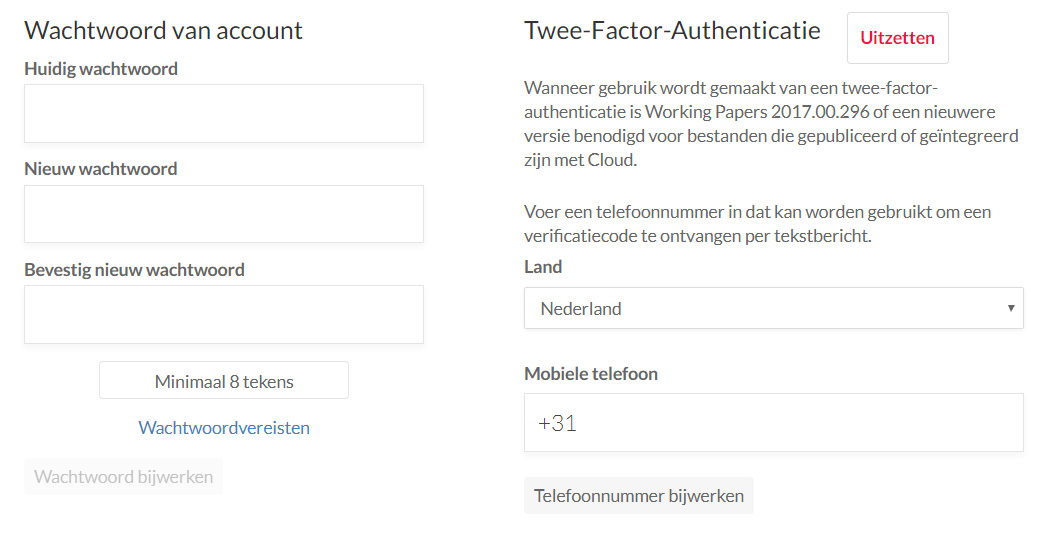 Wachtwoord van account
Huidig wachtwoord
Nieuw wachtwoord
Bevestig nieuw wachtwoord
Minimaal 8 tekens
Wachtwoordvereisten
Wachtwoord bijwerken
Twee-Factor-Authenticatie
Uitzetten
Wanneer gebruik wordt gemaakt van een twee-factor-
authenticatie is Working Papers 2017.00.296 of een nieuwere
versie benodigd voor bestanden die gepubliceerd of geïntegreerd
zijn met Cloud.
Voer een telefoonnummer in dat kan worden gebruikt om een
verificatiecode te ontvangen per tekstbericht.
Land
Nederland
Mobiele telefoon
+31
Telefoonnummer bijwerken